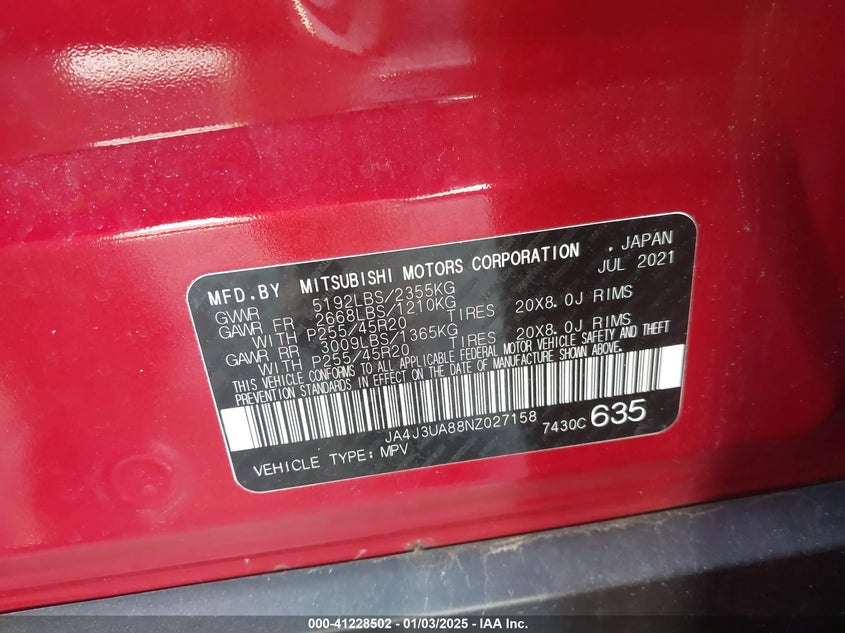 MFD.BY MITSUBISHI MOTORS CORPORATION . JAPAN
GVWR 5192LBS/2355KG JUL 2021
GAWR FR 2668LBS/1210KG
WITH P255/45R20 TIRES 20X8.0J RIMS
GAWR RR 3009LBS/1365KG
WITH P255/45R20 TIRES 20X8.0J RIMS
THIS VEHICLE CONFORMS TO ALL APPLICABLE FEDERAL MOTOR VEHICLE SAFETY AND THEFT
PREVENTION STANDARDS IN EFFECT ON THE DATE OF MANUFACTURE SHOWN ABOVE.
JA4J3UA88NZ027158 7430C 635
VEHICLE TYPE: MPV
000-41228502 - 01/03/2025 - IAA, Inc.